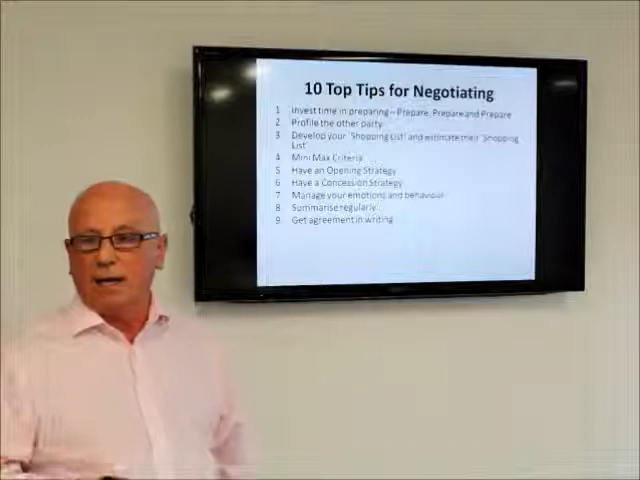 10 Top Tips for Negotiating
1 Invest time in preparing – Prepare, Prepare and Prepare
2 Profile the other party
3 Develop your 'Shopping List' and estimate their 'Shopping
List'
4 Mini Max Criteria
5 Have an Opening Strategy
6 Have a Concession Strategy
7 Manage your emotions and behaviour
8 Summarise regularly
9 Get agreement in writing